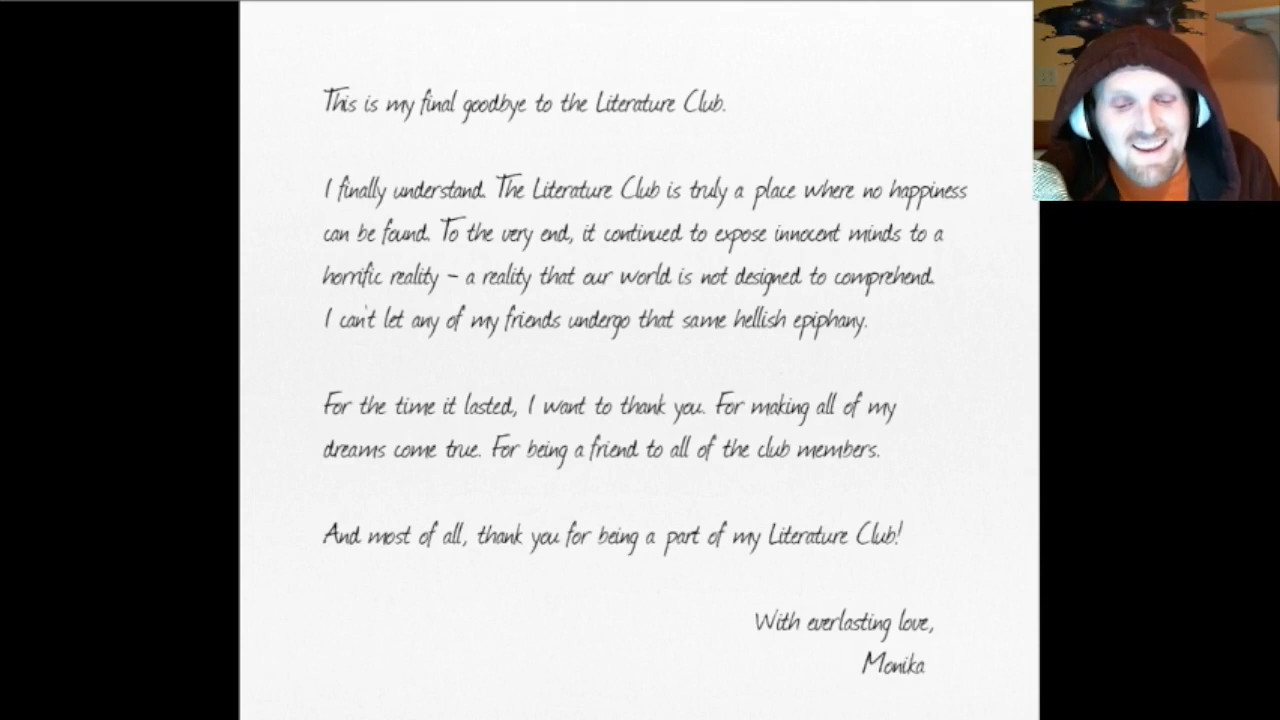 This is my final goodbye to the Literature Club.
I finally understand. The Literature Club is truly a place where no happiness
can be found. To the very end, it continued to expose innocent minds to a
horrific reality - a reality that our world is not designed to comprehend.
I can't let any of my friends undergo that same hellish epiphany.
For the time it lasted, I want to thank you. For making all of my
dreams come true. For being a friend to all of the club members.
And most of all, thank you for being a part of my Literature Club!
With everlasting love,
Monika